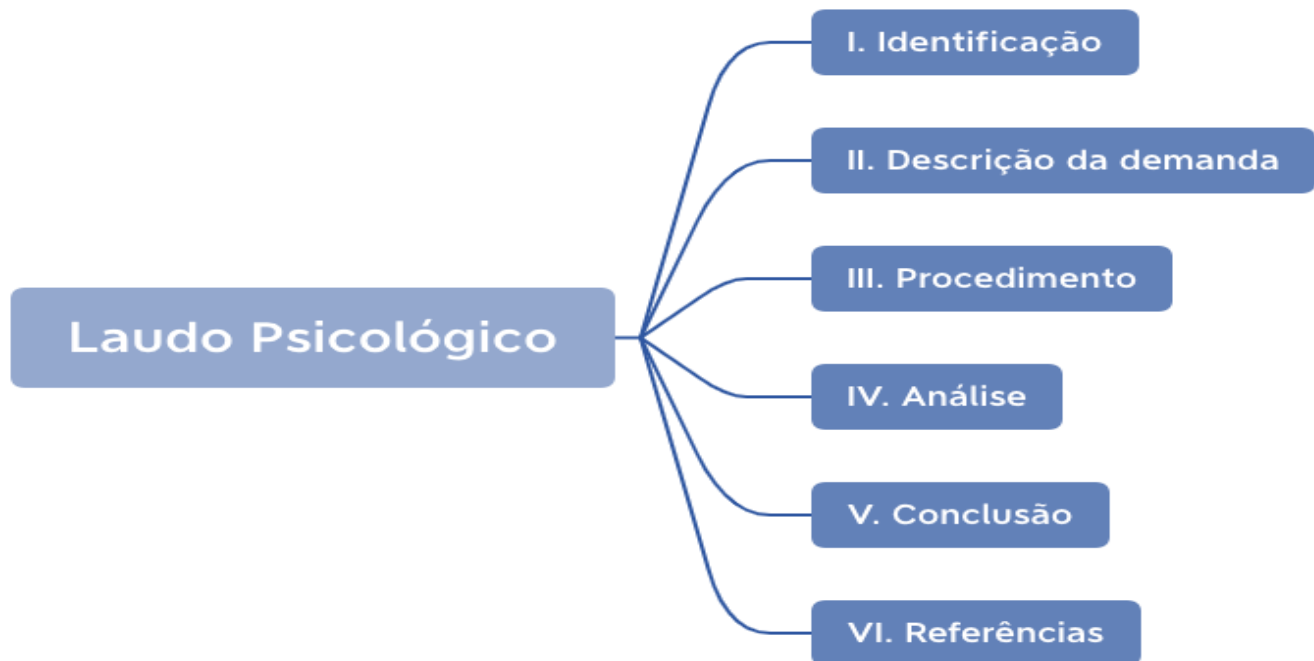 Laudo Psicológico
I. Identificação
II. Descrição da demanda
III. Procedimento
IV. Análise
V. Conclusão
VI. Referências